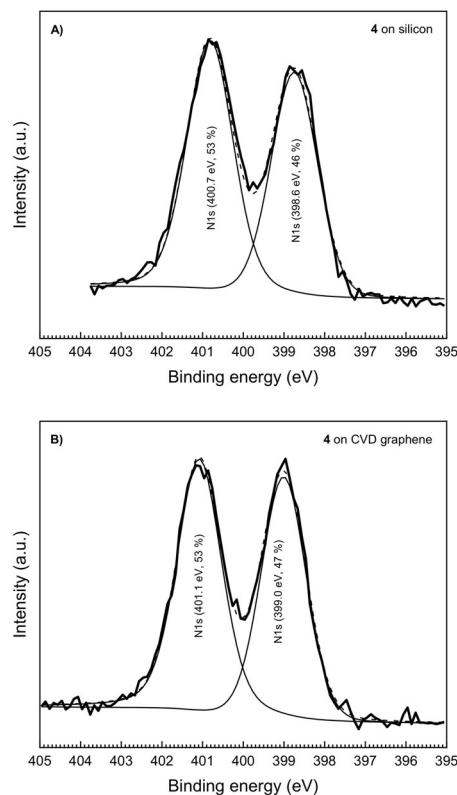 A)
4 on silicon
Intensity (a.u.)
N1s (400.7 eV, 53 %)
N1s (398.6 eV, 46 %)
405 404 403 402 401 400 399 398 397 396 395
Binding energy (eV)
B)
4 on CVD graphene
Intensity (a.u.)
N1s (401.1 eV, 53 %)
N1s (399.0 eV, 47 %)
405 404 403 402 401 400 399 398 397 396 395
Binding energy (eV)